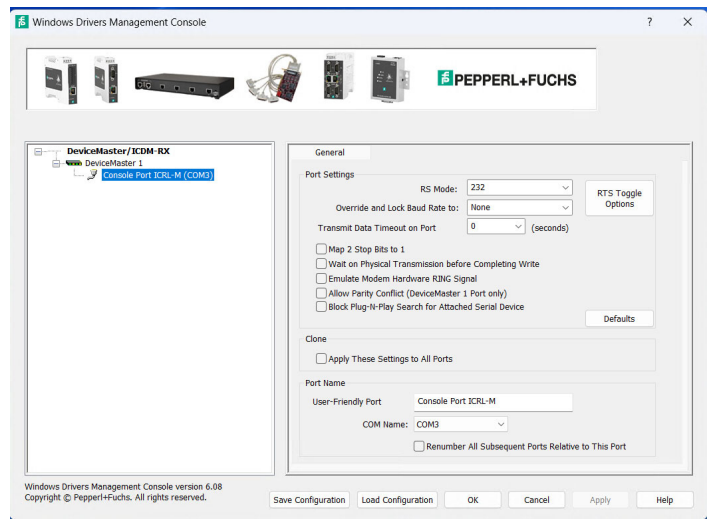 Windows Drivers Management Console
PEPPERL+FUCHS
DeviceMaster/ICDM-RX
DeviceMaster 1
Console Port ICRL-M (COM3)
General
Port Settings
RS Mode: 232
Override and Lock Baud Rate to: None
Transmit Data Timeout on Port 0 (seconds)
RTS Toggle
Options
Map 2 Stop Bits to 1
Wait on Physical Transmission before Completing Write
Emulate Modem Hardware RING Signal
Allow Parity Conflict (DeviceMaster 1 Port only)
Block Plug-N-Play Search for Attached Serial Device
Defaults
Clone
Apply These Settings to All Ports
Port Name
User-Friendly Port Console Port ICRL-M
COM Name: COM3
Renumber All Subsequent Ports Relative to This Port
Windows Drivers Management Console version 6.08
Copyright © Pepperl+Fuchs. All rights reserved.
Save Configuration Load Configuration OK Cancel Apply Help